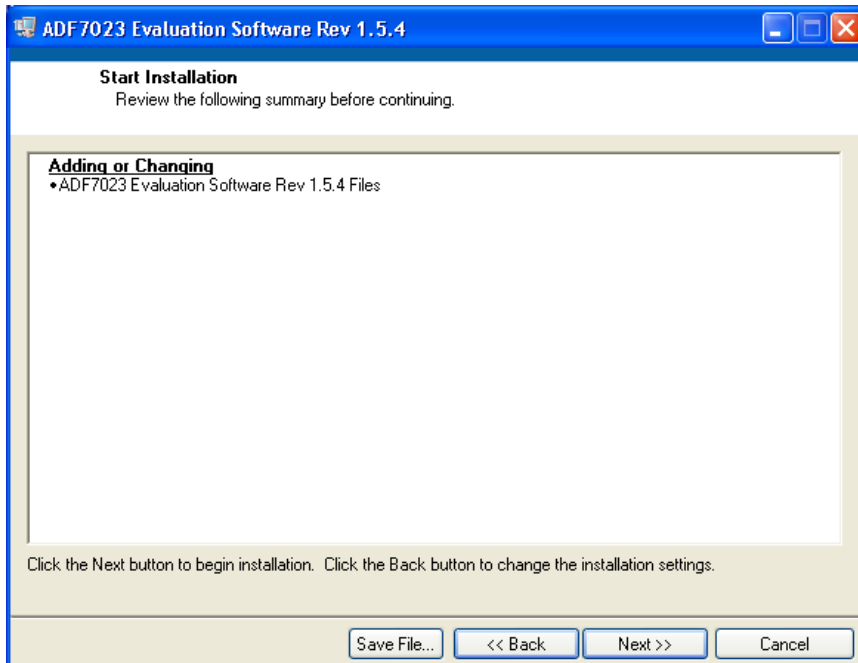 ADF7023 Evaluation Software Rev 1.5.4
Start Installation
Review the following summary before continuing.
Adding or Changing
•ADF7023 Evaluation Software Rev 1.5.4 Files
Click the Next button to begin installation.  Click the Back button to change the installation settings.
Save File...
<< Back
Next >>
Cancel